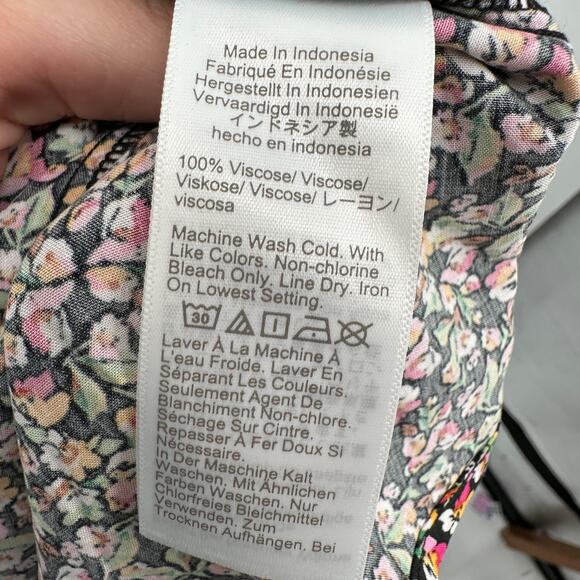 Made In Indonesia
Fabriqué En Indonésie
Hergestellt In Indonesien
Vervaardigd In Indonesië
インドネシア製
hecho en indonesia
100% Viscose/ Viscose/
Viskose/ Viscose/ レーヨン/
viscosa
Machine Wash Cold. With
Like Colors. Non-chlorine
Bleach Only. Line Dry. Iron
On Lowest Setting.
30
Laver À La Machine À
L'eau Froide. Laver En
Séparant Les Couleurs.
Seulement Agent De
Blanchiment Non-chlore.
Séchage Sur Cintre.
Repasser À Fer Doux Si
Nécessaire.
In Der Maschine Kalt
Waschen. Mit Ähnlichen
Farben Waschen. Nur
Chlorfreies Bleichmittel
Verwenden. Zum
Trocknen Aufhängen. Bei